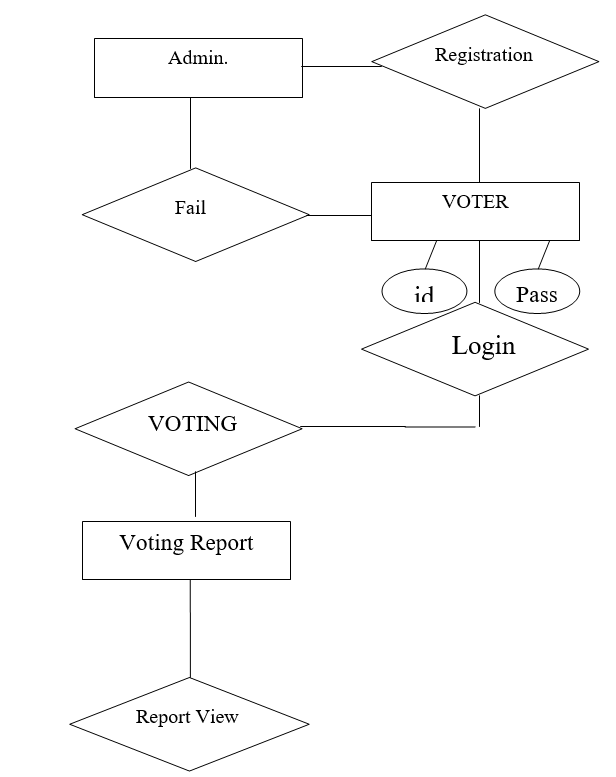 Admin.
Registration
Fail
VOTER
id
Pass
Login
VOTING
Voting Report
Report View